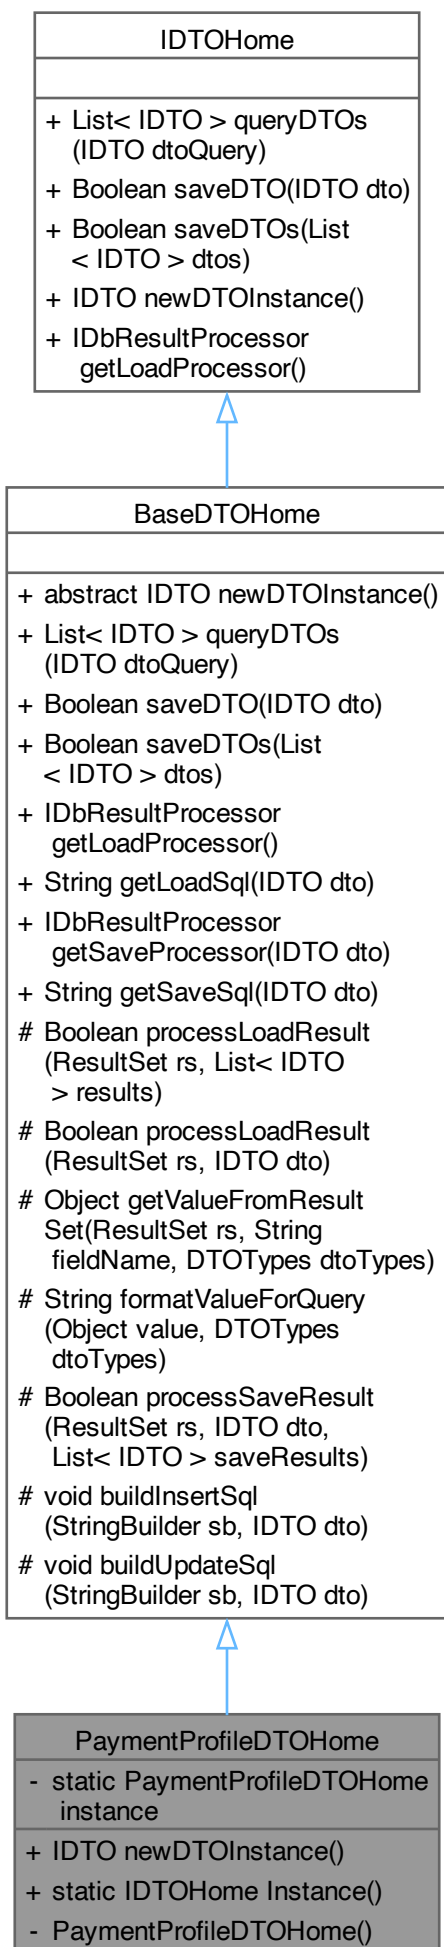 IDTOHome
+ List< IDTO > queryDTOs
(IDTO dtoQuery)
+ Boolean saveDTO(IDTO dto)
+ Boolean saveDTOs(List
< IDTO > dtos)
+ IDTO newDTOInstance()
+ IDbResultProcessor
getLoadProcessor()
BaseDTOHome
+ abstract IDTO newDTOInstance()
+ List< IDTO > queryDTOs
(IDTO dtoQuery)
+ Boolean saveDTO(IDTO dto)
+ Boolean saveDTOs(List
< IDTO > dtos)
+ IDbResultProcessor
getLoadProcessor()
+ String getLoadSql(IDTO dto)
+ IDbResultProcessor
getSaveProcessor(IDTO dto)
+ String getSaveSql(IDTO dto)
# Boolean processLoadResult
(ResultSet rs, List< IDTO
> results)
# Boolean processLoadResult
(ResultSet rs, IDTO dto)
# Object getValueFromResult
Set(ResultSet rs, String
fieldName, DTOTypes dtoTypes)
# String formatValueForQuery
(Object value, DTOTypes
dtoTypes)
# Boolean processSaveResult
(ResultSet rs, IDTO dto,
List< IDTO > saveResults)
# void buildInsertSql
(StringBuilder sb, IDTO dto)
# void buildUpdateSql
(StringBuilder sb, IDTO dto)
PaymentProfileDTOHome
- static PaymentProfileDTOHome
instance
+ IDTO newDTOInstance()
+ static IDTOHome Instance()
- PaymentProfileDTOHome()